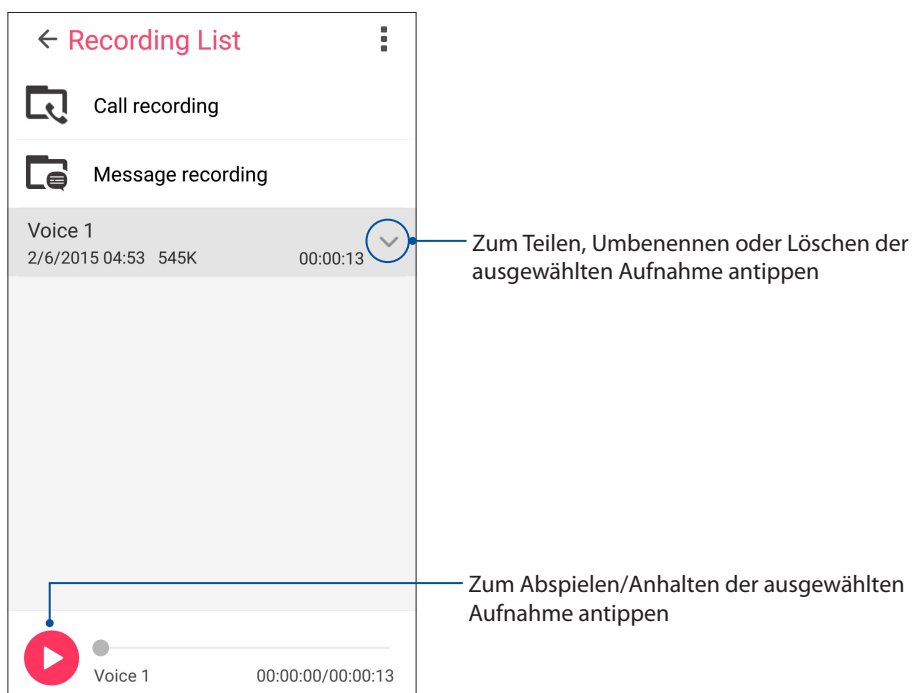 Recording List
Call recording
Message recording
Voice 1
2/6/2015 04:53 545K 00:00:13
Zum Teilen, Umbenennen oder Löschen der
ausgewählten Aufnahme antippen
Zum Abspielen/Anhalten der ausgewählten
Aufnahme antippen
Voice 1 00:00:00/00:00:13